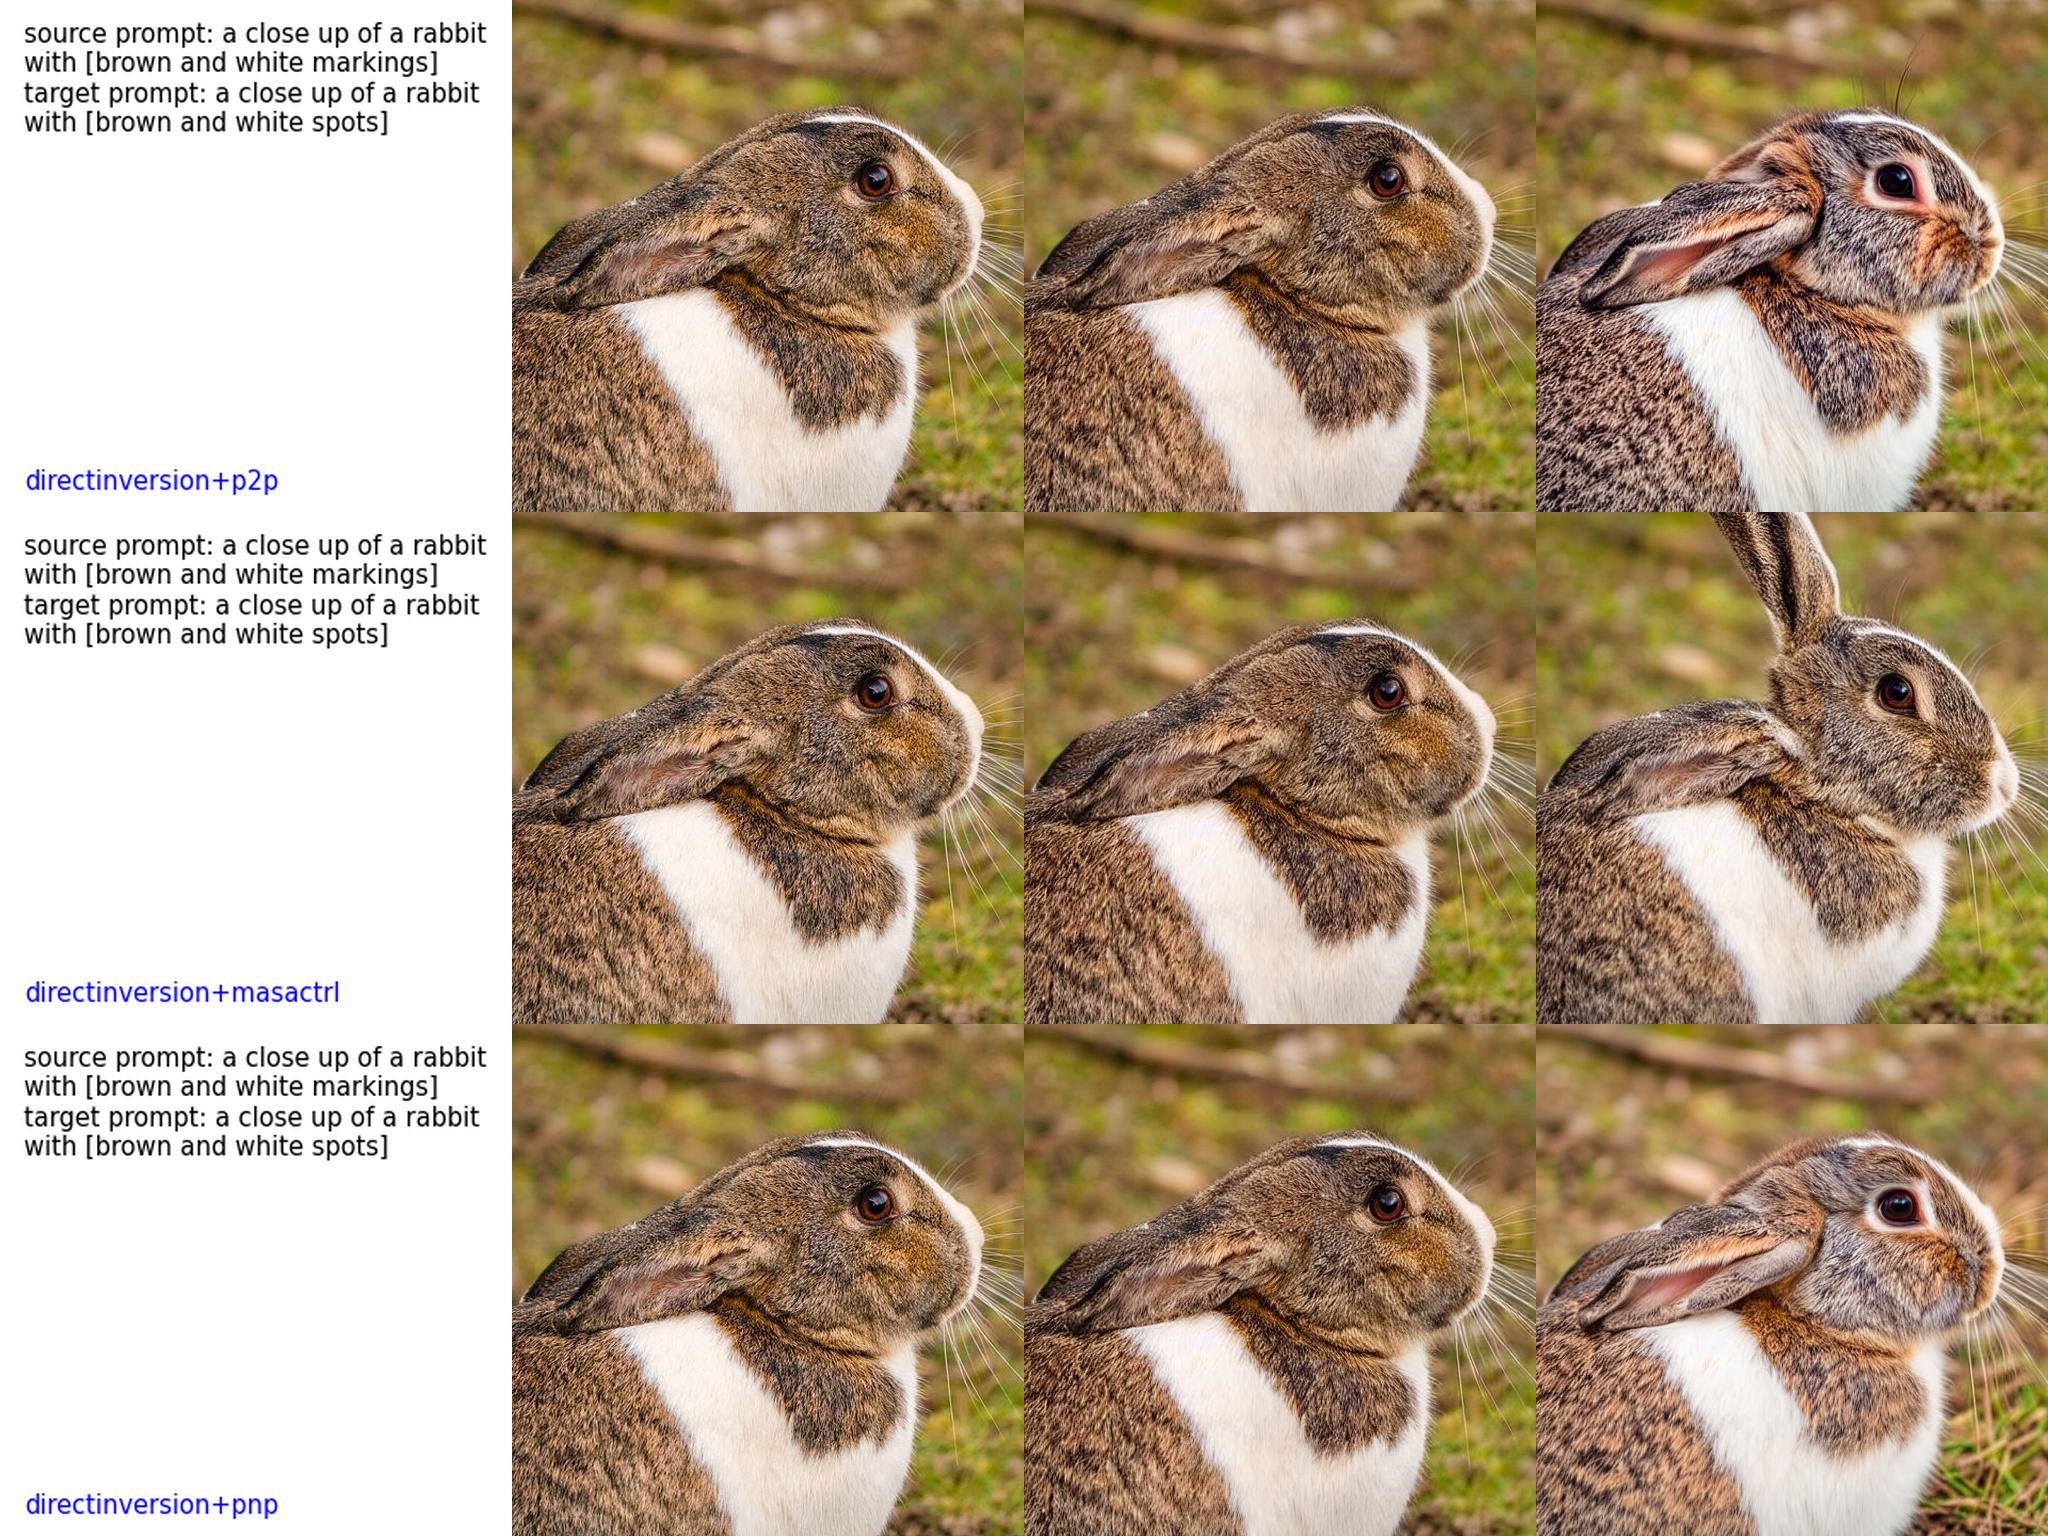 source prompt: a close up of a rabbit
with [brown and white markings]
target prompt: a close up of a rabbit
with [brown and white spots]
directinversion+p2p
source prompt: a close up of a rabbit
with [brown and white markings]
target prompt: a close up of a rabbit
with [brown and white spots]
directinversion+masactrl
source prompt: a close up of a rabbit
with [brown and white markings]
target prompt: a close up of a rabbit
with [brown and white spots]
directinversion+pnp